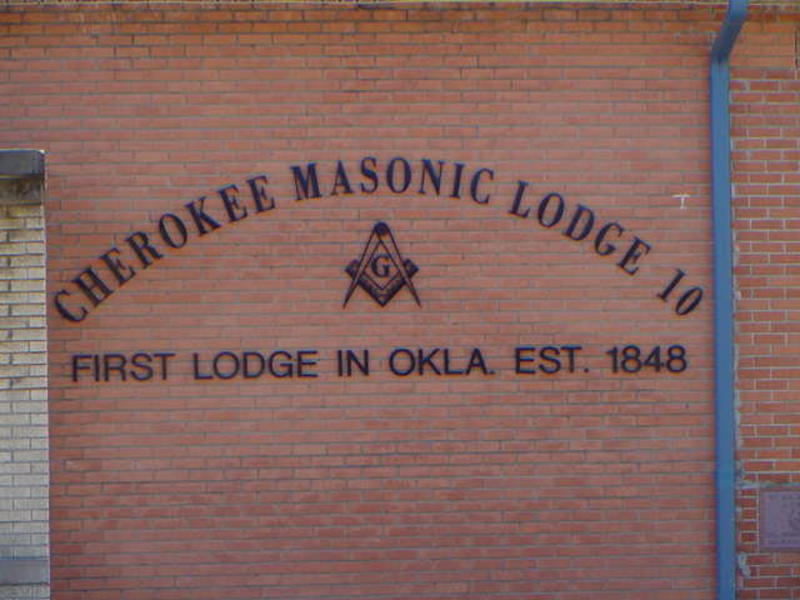 CHEROKEE MASONIC LODGE 10
G
FIRST LODGE IN OKLA. EST. 1848